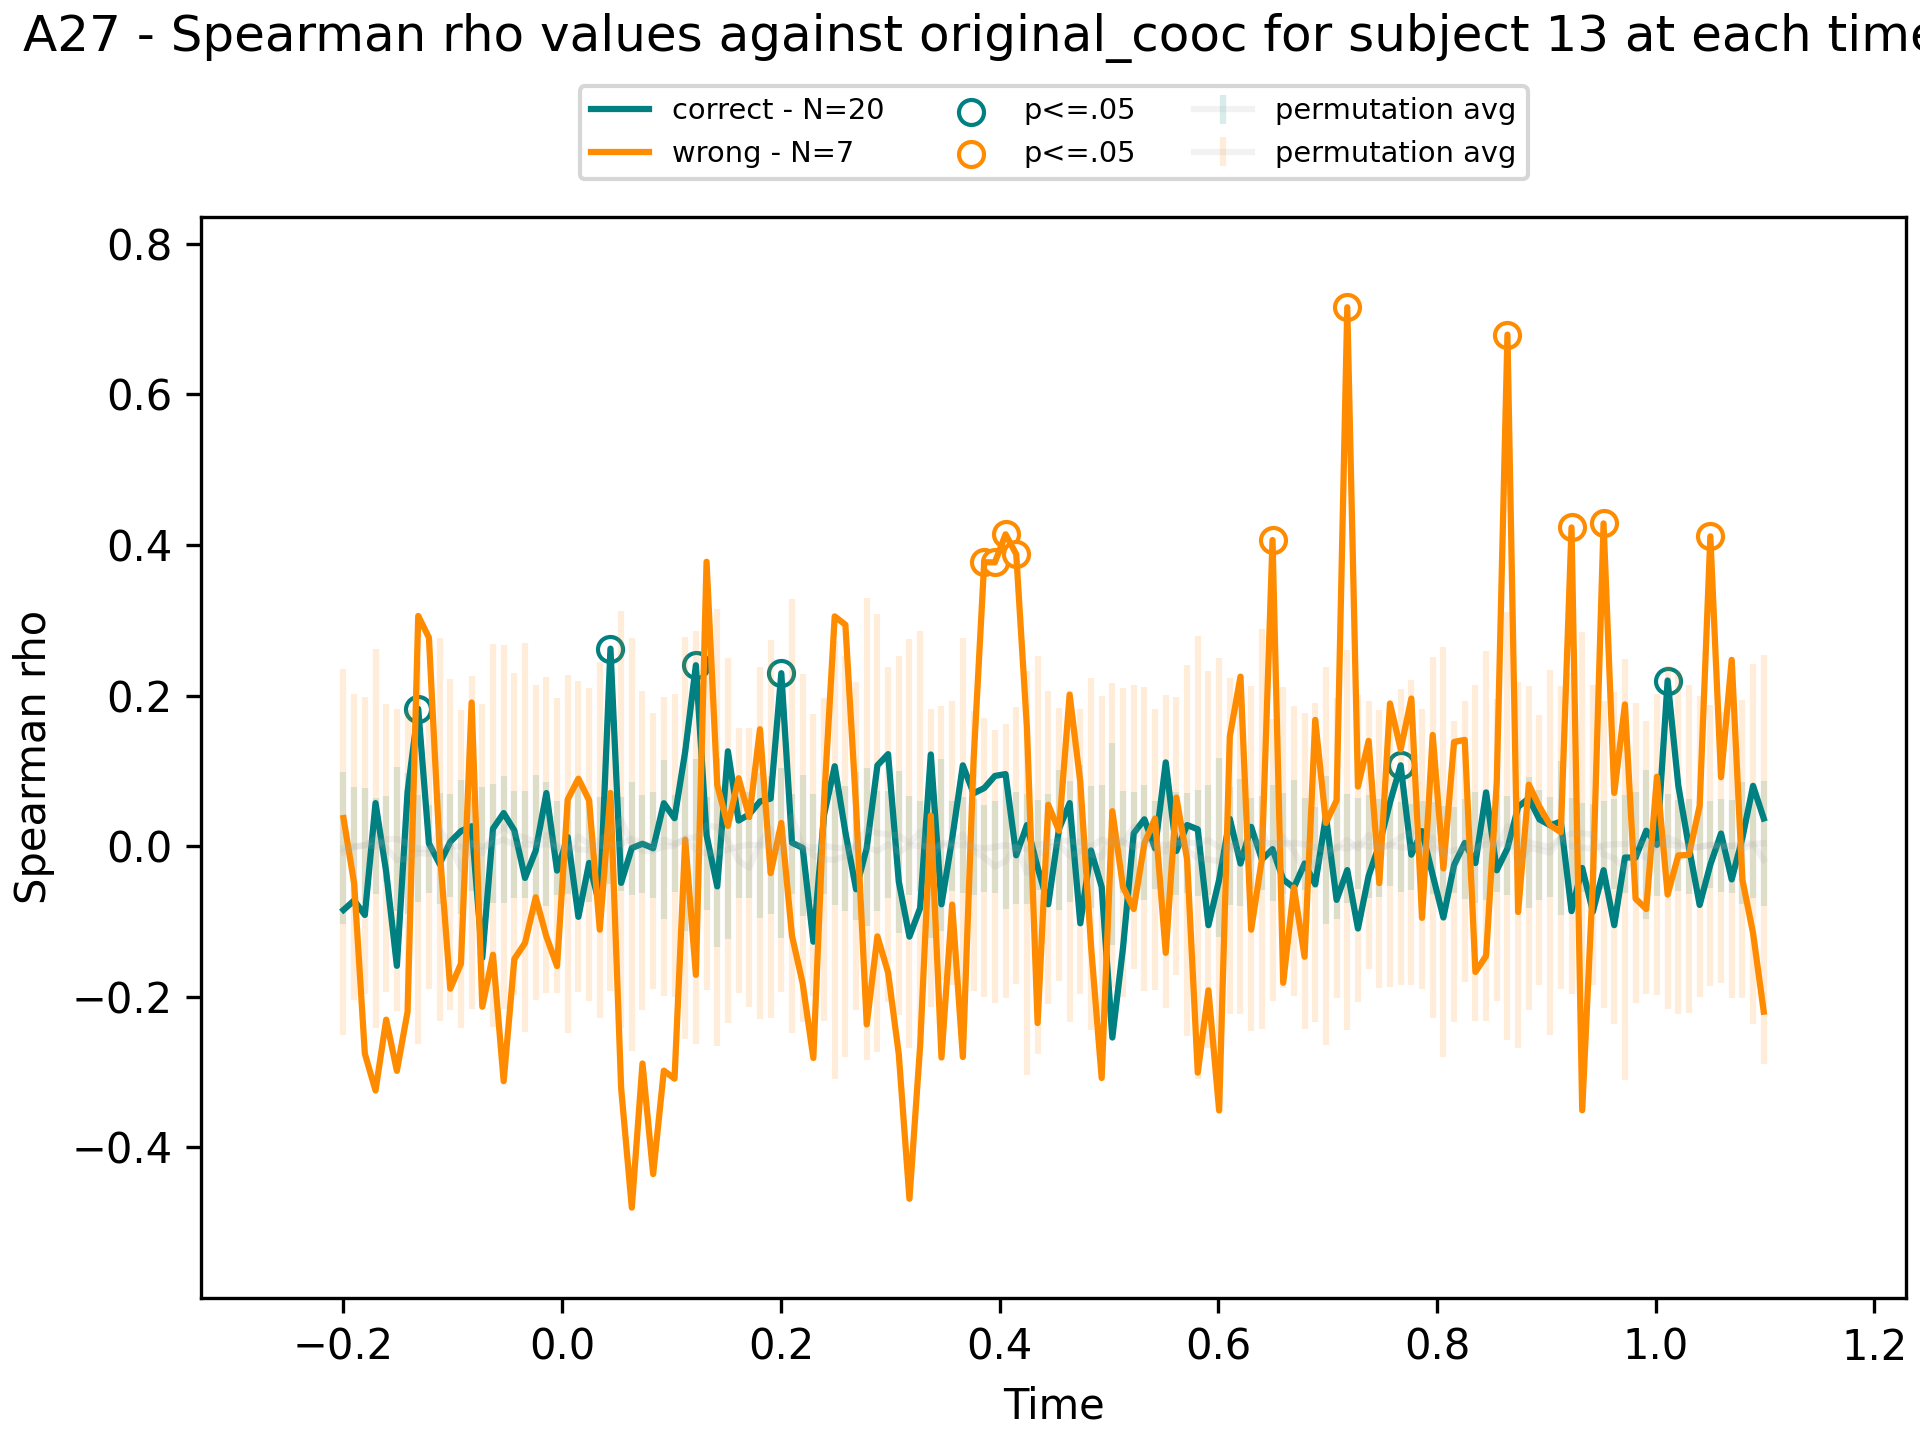 A27 - Spearman rho values against original_cooc for subject 13 at each time
correct - N=20 p<=.05 permutation avg
wrong - N=7 p<=.05 permutation avg
0.8
0.6
0.4
0.2
0.0
−0.2
−0.4
Spearman rho
−0.2 0.0 0.2 0.4 0.6 0.8 1.0 1.2
Time